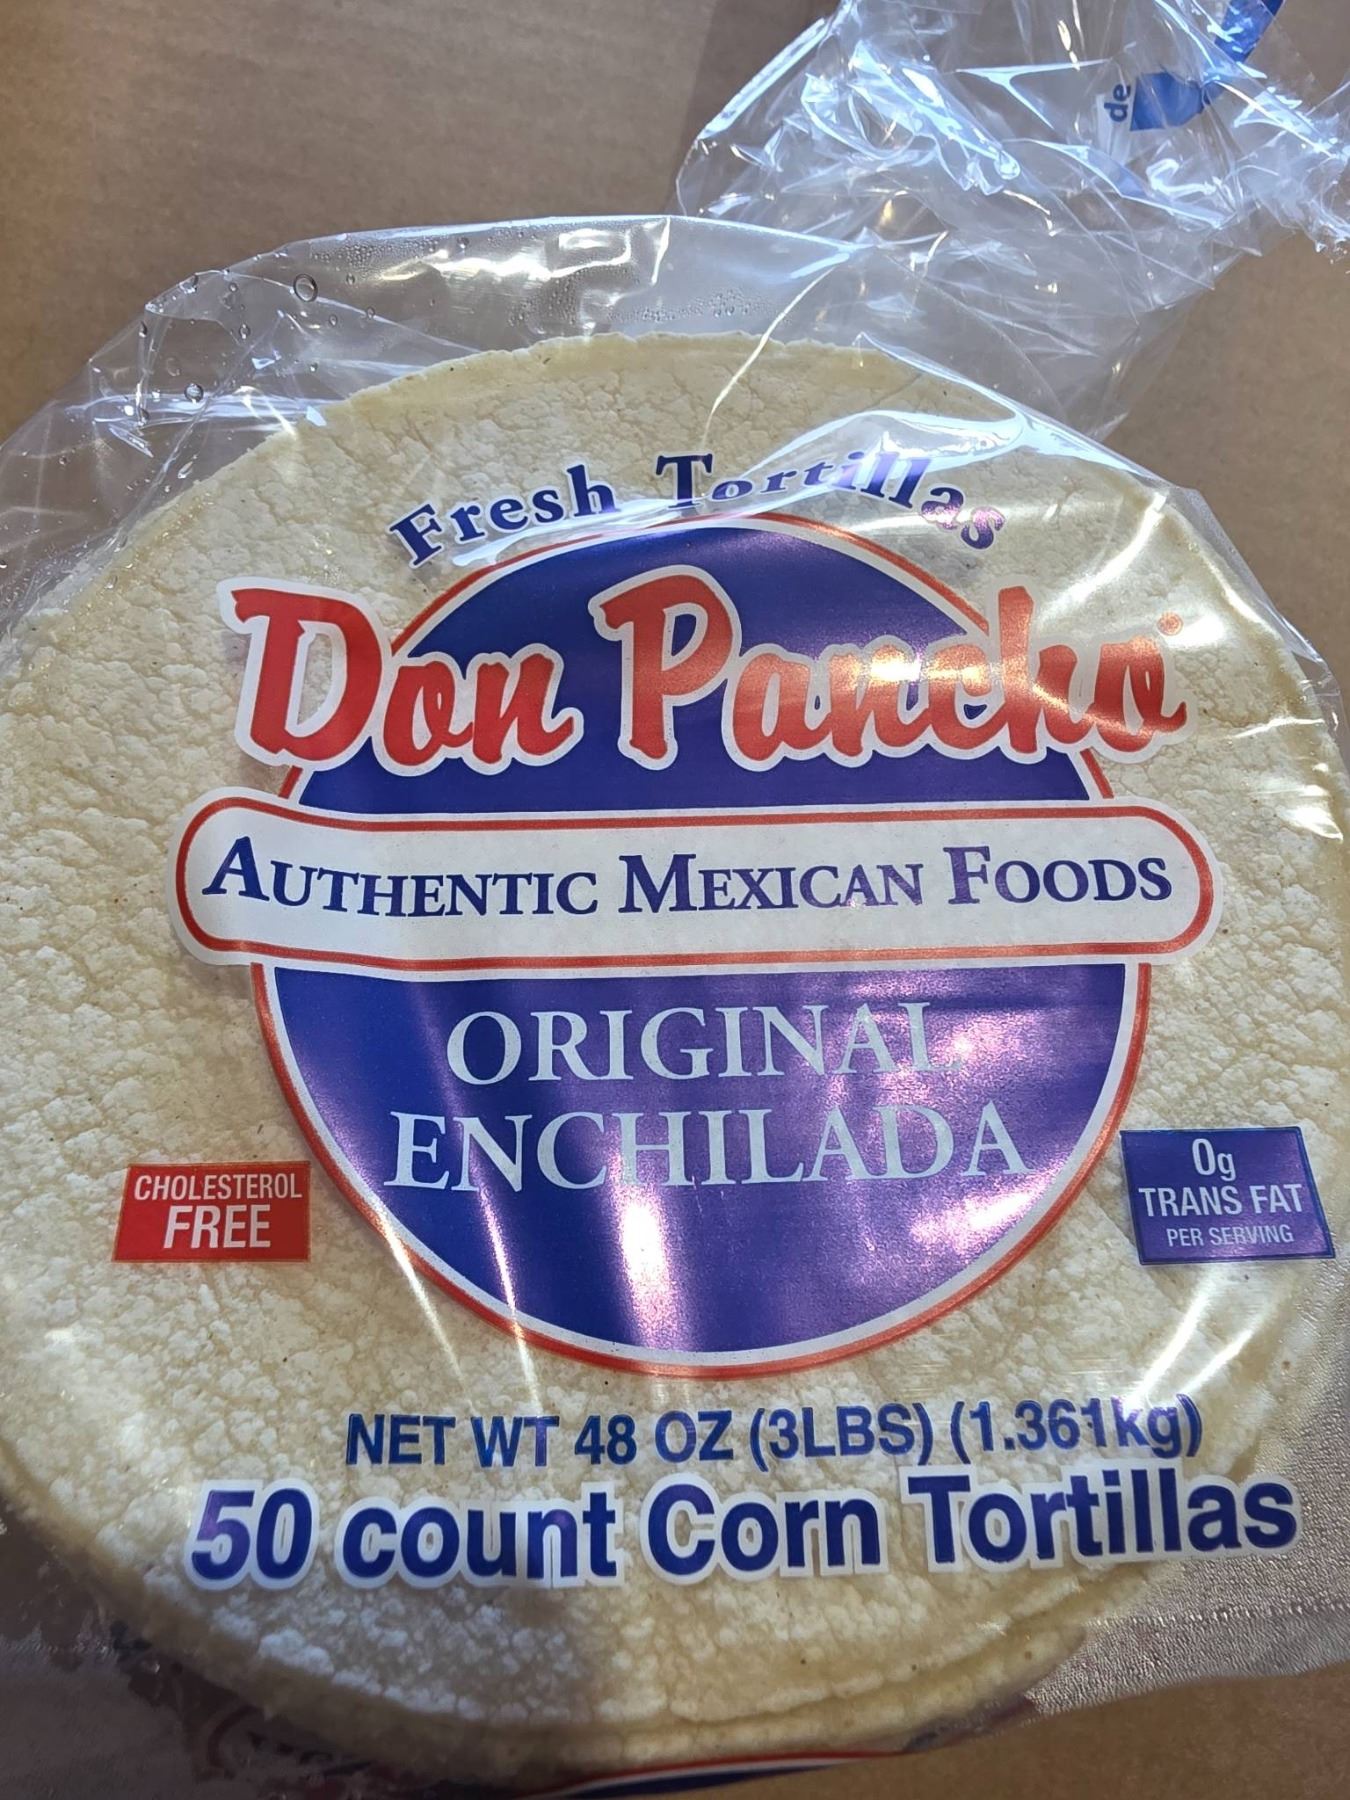 de
Fresh Tortillas
Don Pancho®
AUTHENTIC MEXICAN FOODS
ORIGINAL
ENCHILADA
CHOLESTEROL
FREE
0g
TRANS FAT
PER SERVING
NET WT 48 OZ (3LBS) (1.361kg)
50 count Corn Tortillas